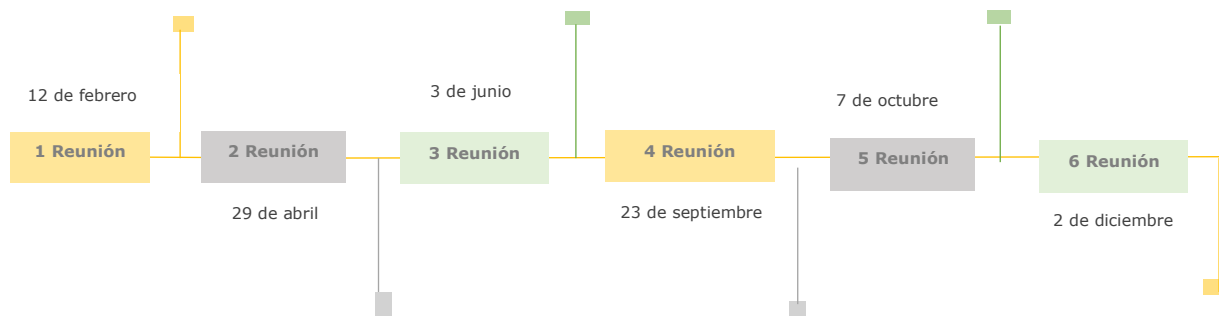 12 de febrero
1 Reunión
2 Reunión
29 de abril
3 de junio
3 Reunión
4 Reunión
23 de septiembre
7 de octubre
5 Reunión
6 Reunión
2 de diciembre